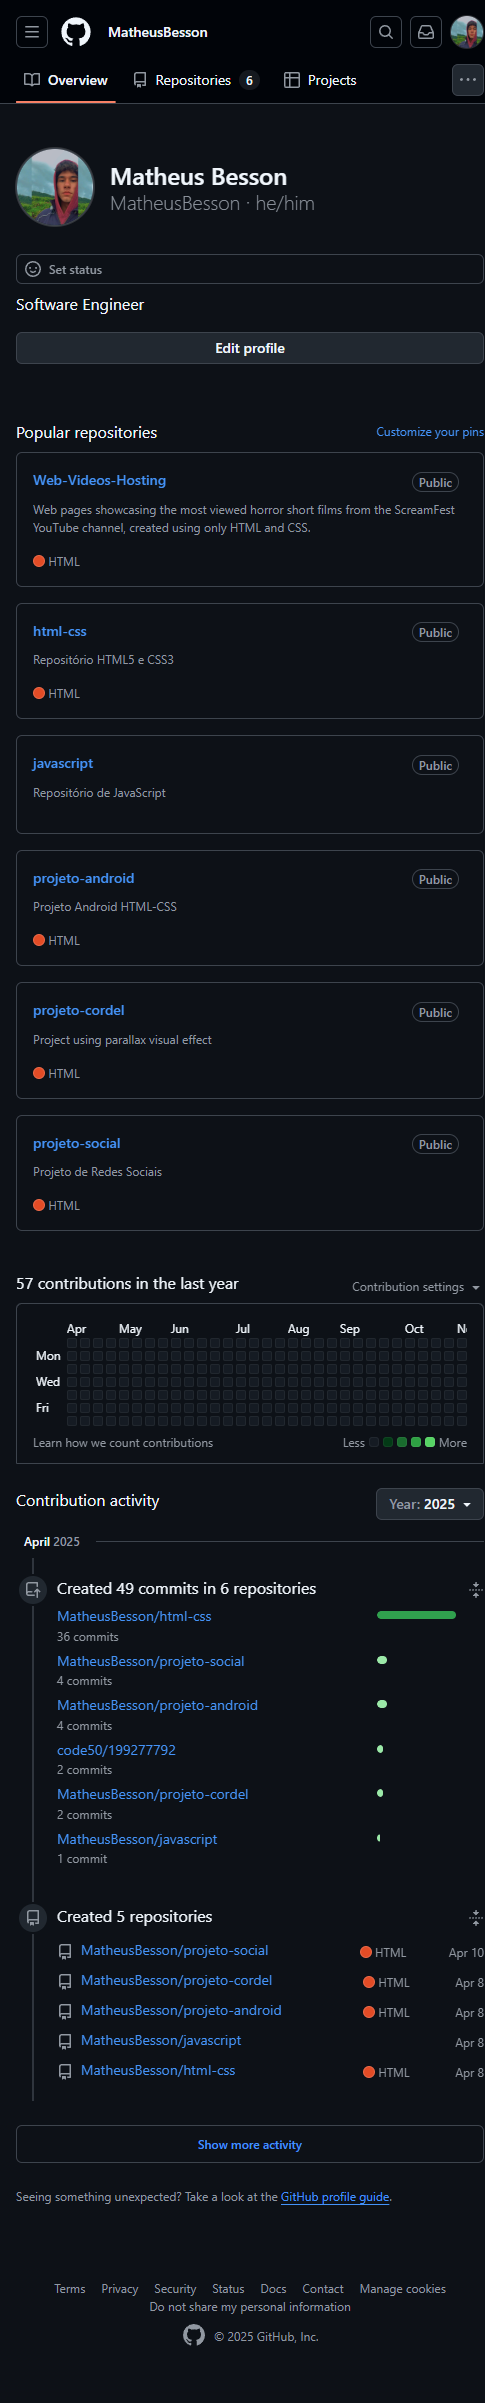 MatheusBesson
Overview
Repositories 6
Projects
Matheus Besson
MatheusBesson · he/him
Set status
Software Engineer
Edit profile
Popular repositories
Customize your pins
Web-Videos-Hosting
Public
Web pages showcasing the most viewed horror short films from the ScreamFest
YouTube channel, created using only HTML and CSS.
HTML
html-css
Public
Repositório HTML5 e CSS3
HTML
javascript
Public
Repositório de JavaScript
projeto-android
Public
Projeto Android HTML-CSS
HTML
projeto-cordel
Public
Project using parallax visual effect
HTML
projeto-social
Public
Projeto de Redes Sociais
HTML
57 contributions in the last year
Contribution settings
Apr May Jun Jul Aug Sep Oct
Mon
Wed
Fri
Learn how we count contributions
Less More
Contribution activity
Year: 2025
April 2025
Created 49 commits in 6 repositories
MatheusBesson/html-css
36 commits
MatheusBesson/projeto-social
4 commits
MatheusBesson/projeto-android
4 commits
code50/199277792
2 commits
MatheusBesson/projeto-cordel
2 commits
MatheusBesson/javascript
1 commit
Created 5 repositories
MatheusBesson/projeto-social HTML Apr 10
MatheusBesson/projeto-cordel HTML Apr 8
MatheusBesson/projeto-android HTML Apr 8
MatheusBesson/javascript Apr 8
MatheusBesson/html-css HTML Apr 8
Show more activity
Seeing something unexpected? Take a look at the GitHub profile guide.
Terms Privacy Security Status Docs Contact Manage cookies
Do not share my personal information
© 2025 GitHub, Inc.